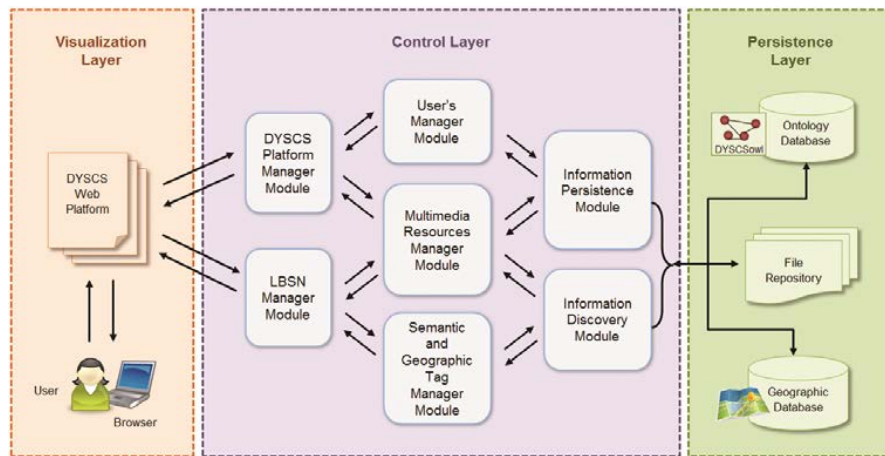 Visualization
Layer
DYSCS
Web
Platform
User
Browser
Control Layer
DYSCS
Platform
Manager
Module
LBSN
Manager
Module
User's
Manager
Module
Multimedia
Resources
Manager
Module
Semantic
and
Geographic
Tag
Manager
Module
Information
Persistence
Module
Information
Discovery
Module
Persistence
Layer
DYSCSowl
Ontology
Database
File
Repository
Geographic
Database